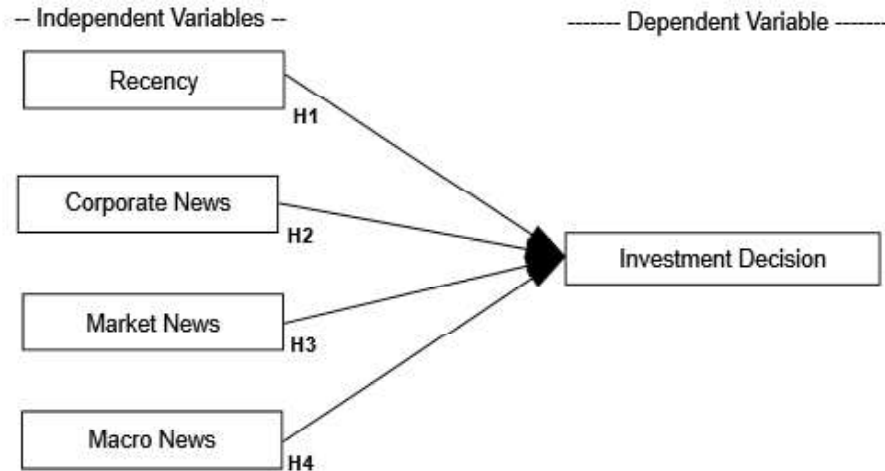 -- Independent Variables --
------- Dependent Variable -------
Recency
H1
Corporate News
H2
Investment Decision
Market News
H3
Macro News
H4